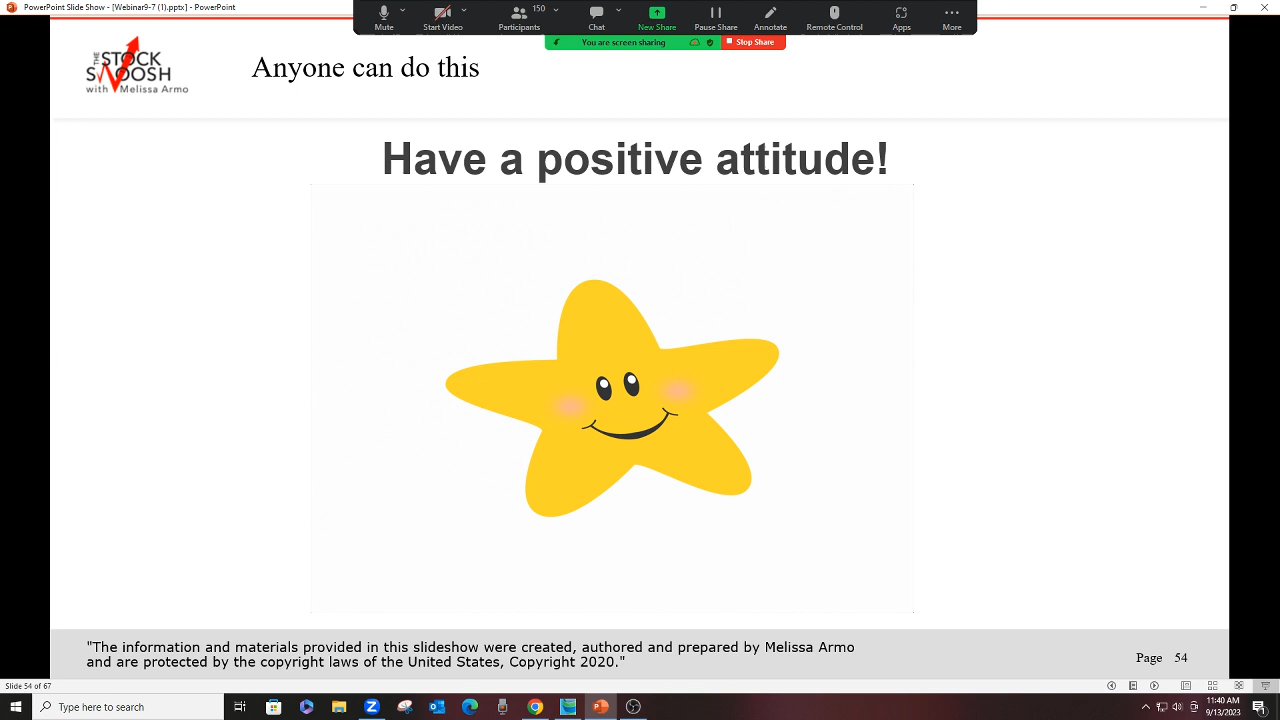 PowerPoint Slide Show - [Webinar9-7 (1).pptx] - PowerPoint
Mute
Start Video
150
Participants
Chat
New Share
Pause Share
Annotate
Remote Control
Apps
More
You are screen sharing
Stop Share
THE STOCK
SWOOSH
with Melissa Armo
Anyone can do this
Have a positive attitude!
"The information and materials provided in this slideshow were created, authored and prepared by Melissa Armo
and are protected by the copyright laws of the United States, Copyright 2020."
Page 54
Slide 54 of 67
Type here to search
11:40 AM
9/13/2023